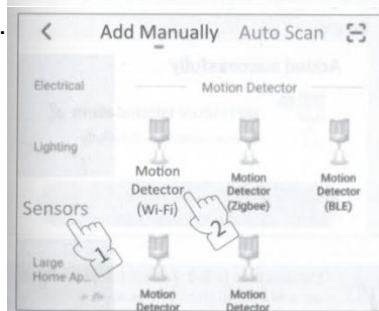 Add Manually Auto Scan
Electrical
Motion Detector
Lighting
Motion
Detector
(Wi-Fi)
Motion
Detector
(Zigbee)
Motion
Detector
(BLE)
Sensors
1
2
Large
Home Ap...
Motion
Detector
Motion
Detector